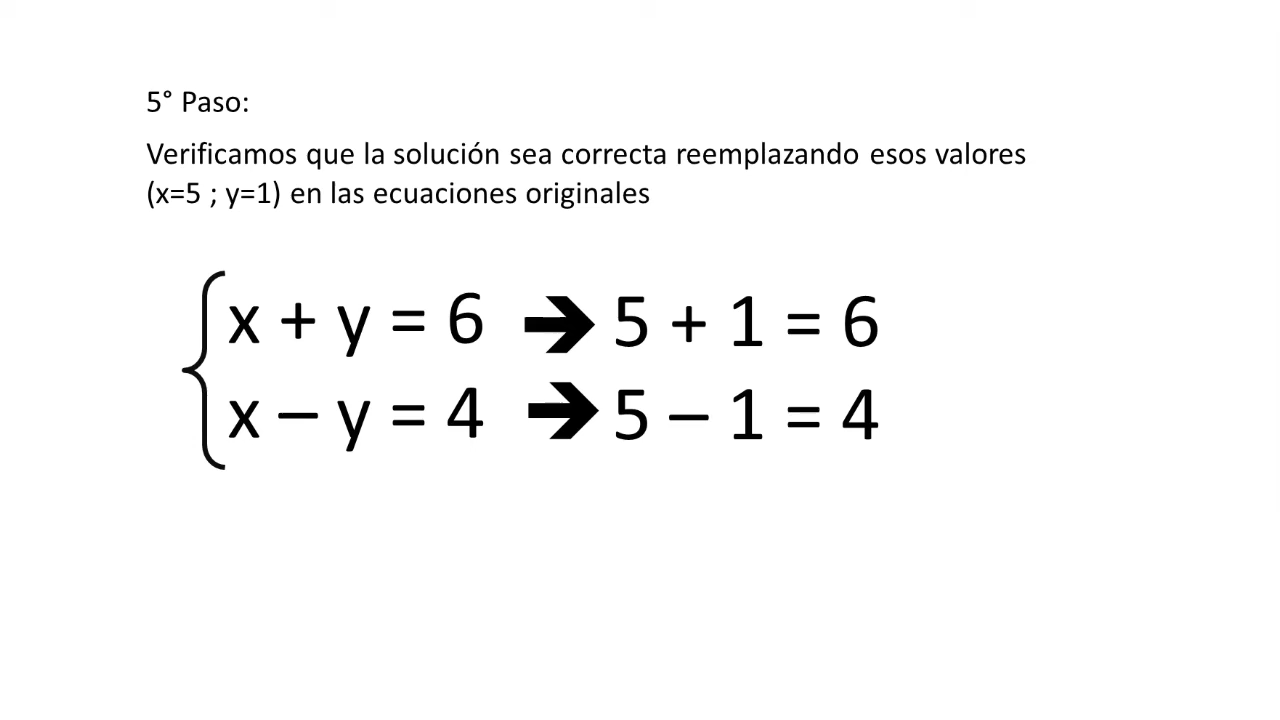 5° Paso:
Verificamos que la solución sea correcta reemplazando esos valores
(x=5 ; y=1) en las ecuaciones originales
x + y = 6 🡺 5 + 1 = 6
x – y = 4 🡺 5 – 1 = 4